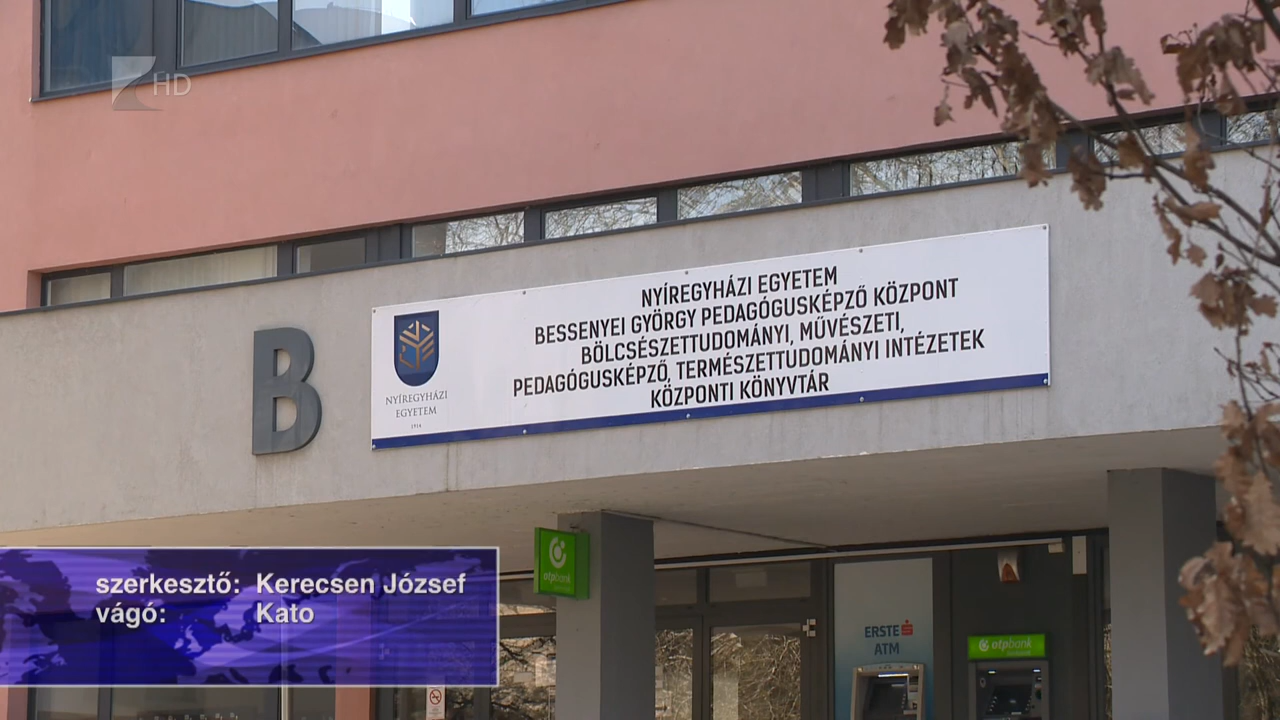 HD
NYÍREGYHÁZI EGYETEM
BESSENYEI GYÖRGY PEDAGÓGUSKÉPZŐ KÖZPONT
BÖLCSÉSZETTUDOMÁNYI, MŰVÉSZETI,
PEDAGÓGUSKÉPZŐ, TERMÉSZETTUDOMÁNYI INTÉZETEK
KÖZPONTI KÖNYVTÁR
NYÍREGYHÁZI
EGYETEM
B
otpbank
szerkesztő: Kerecsen József
vágó: Kato
ERSTE
ATM
otpbank